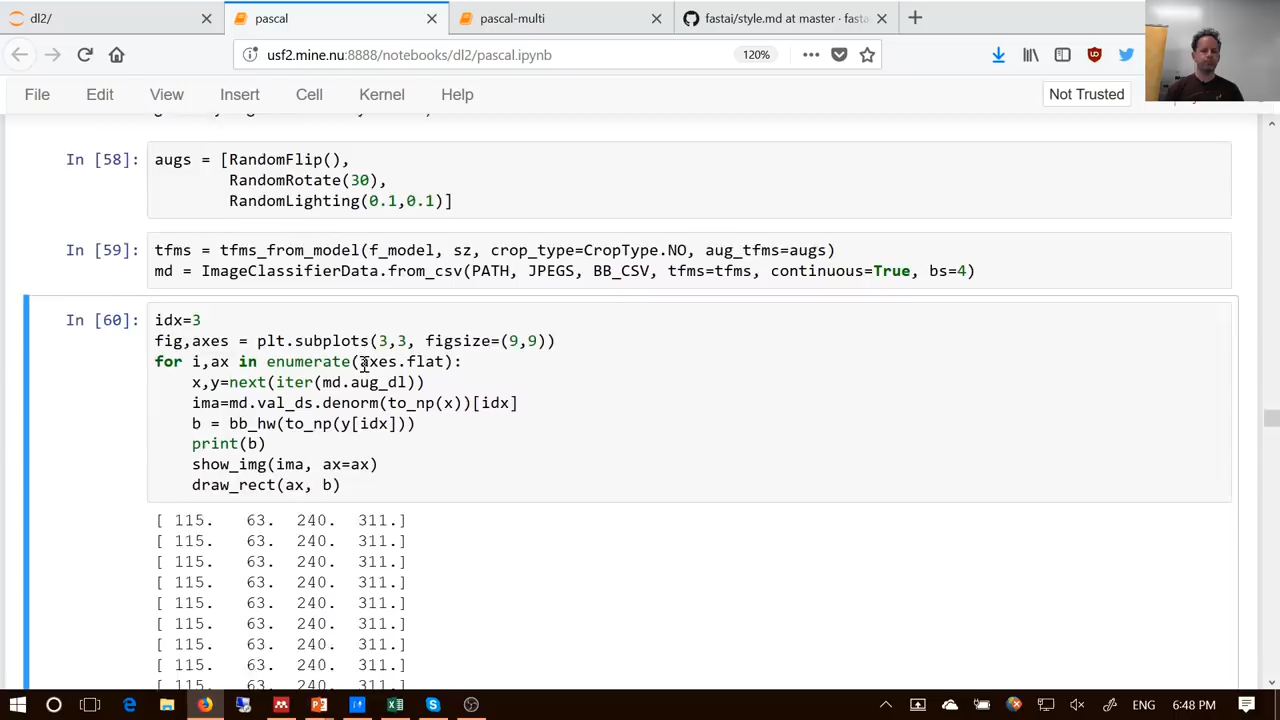 dl2/
pascal
pascal-multi
fastai/style.md at master · fasta
usf2.mine.nu:8888/notebooks/dl2/pascal.ipynb
120%
File Edit View Insert Cell Kernel Help
Not Trusted
In [58]: augs = [RandomFlip(),
RandomRotate(30),
RandomLighting(0.1,0.1)]
In [59]: tfms = tfms_from_model(f_model, sz, crop_type=CropType.NO, aug_tfms=augs)
md = ImageClassifierData.from_csv(PATH, JPEGS, BB_CSV, tfms=tfms, continuous=True, bs=4)
In [60]: idx=3
fig,axes = plt.subplots(3,3, figsize=(9,9))
for i,ax in enumerate(axes.flat):
x,y=next(iter(md.aug_dl))
ima=md.val_ds.denorm(to_np(x))[idx]
b = bb_hw(to_np(y[idx]))
print(b)
show_img(ima, ax=ax)
draw_rect(ax, b)
[ 115. 63. 240. 311.]
[ 115. 63. 240. 311.]
[ 115. 63. 240. 311.]
[ 115. 63. 240. 311.]
[ 115. 63. 240. 311.]
[ 115. 63. 240. 311.]
[ 115. 63. 240. 311.]
[ 115. 63. 240. 311.]
[ 115. 63. 240. 311.]
ENG 6:48 PM